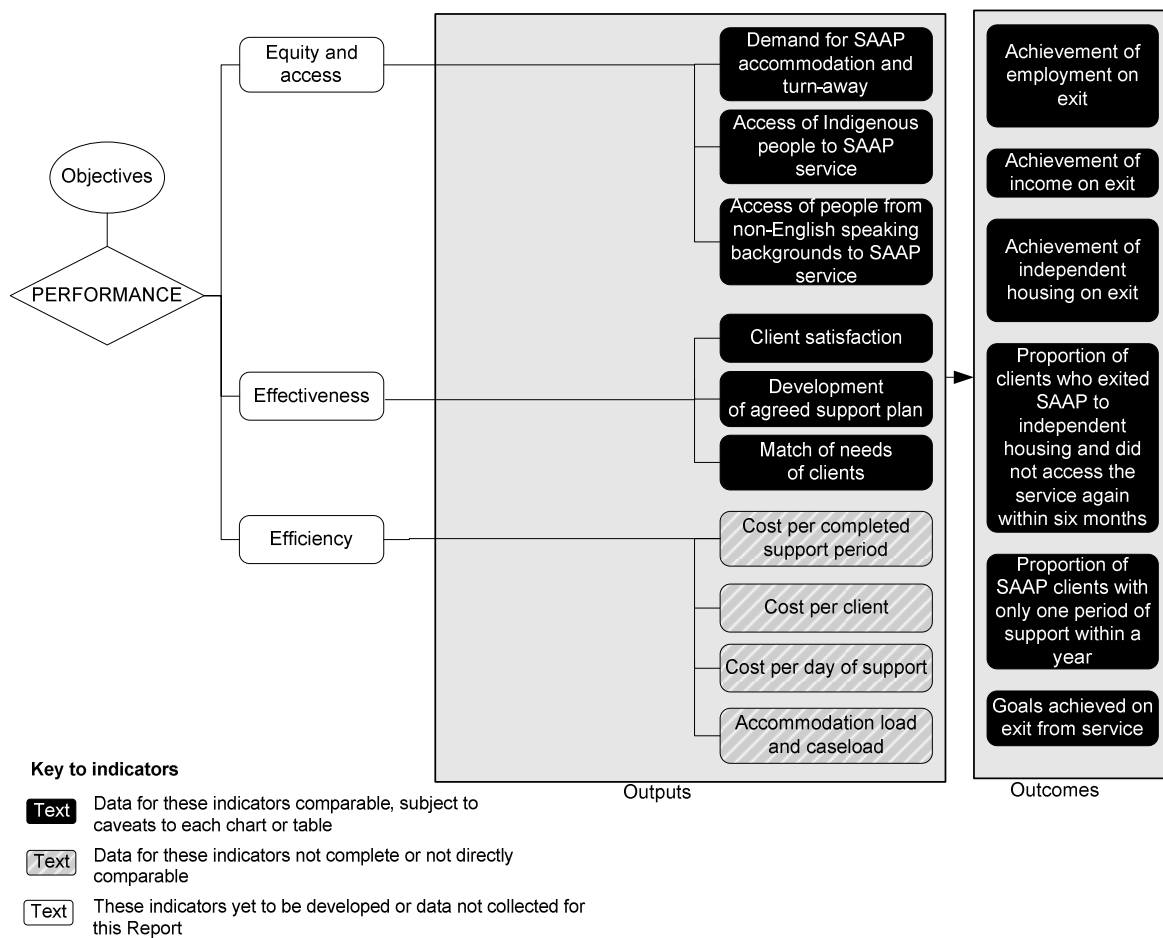 Objectives
PERFORMANCE
Equity and
access
Effectiveness
Efficiency
Demand for SAAP
accommodation and
turn-away
Access of Indigenous
people to SAAP
service
Access of people from
non-English speaking
backgrounds to SAAP
service
Client satisfaction
Development
of agreed support plan
Match of needs
of clients
Cost per completed
support period
Cost per client
Cost per day of support
Accommodation load
and caseload
Outputs
Achievement of
employment on
exit
Achievement of
income on exit
Achievement of
independent
housing on exit
Proportion of
clients who exited
SAAP to
independent
housing and did
not access the
service again
within six months
Proportion of
SAAP clients with
only one period of
support within a
year
Goals achieved on
exit from service
Outcomes
Key to indicators
Text Data for these indicators comparable, subject to
caveats to each chart or table
Text Data for these indicators not complete or not directly
comparable
Text These indicators yet to be developed or data not collected for
this Report